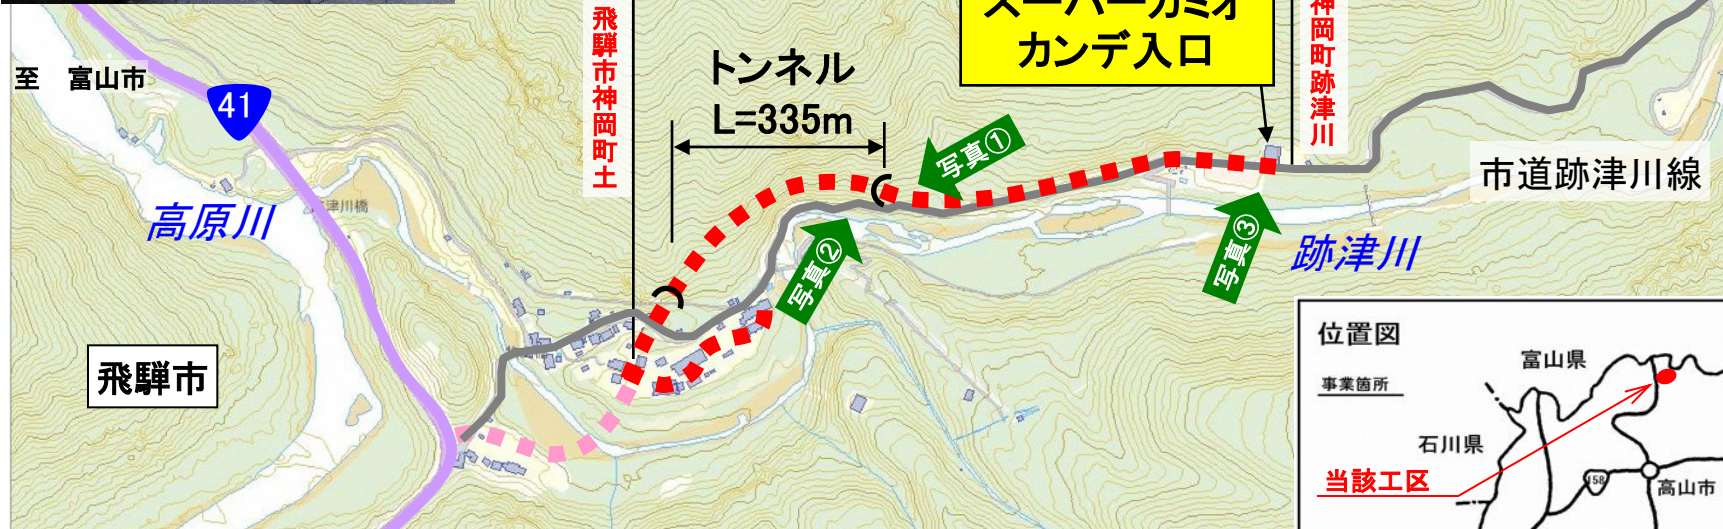 至　富山市
41
高原川
津川橋
飛騨市
飛騨市神岡町土
トンネル
L=335m
スーパーカミオ
カンデ入口
神岡町跡津川
写真①
写真②
写真③
市道跡津川線
跡津川
位置図
事業箇所
富山県
石川県
当該工区
158
高山市